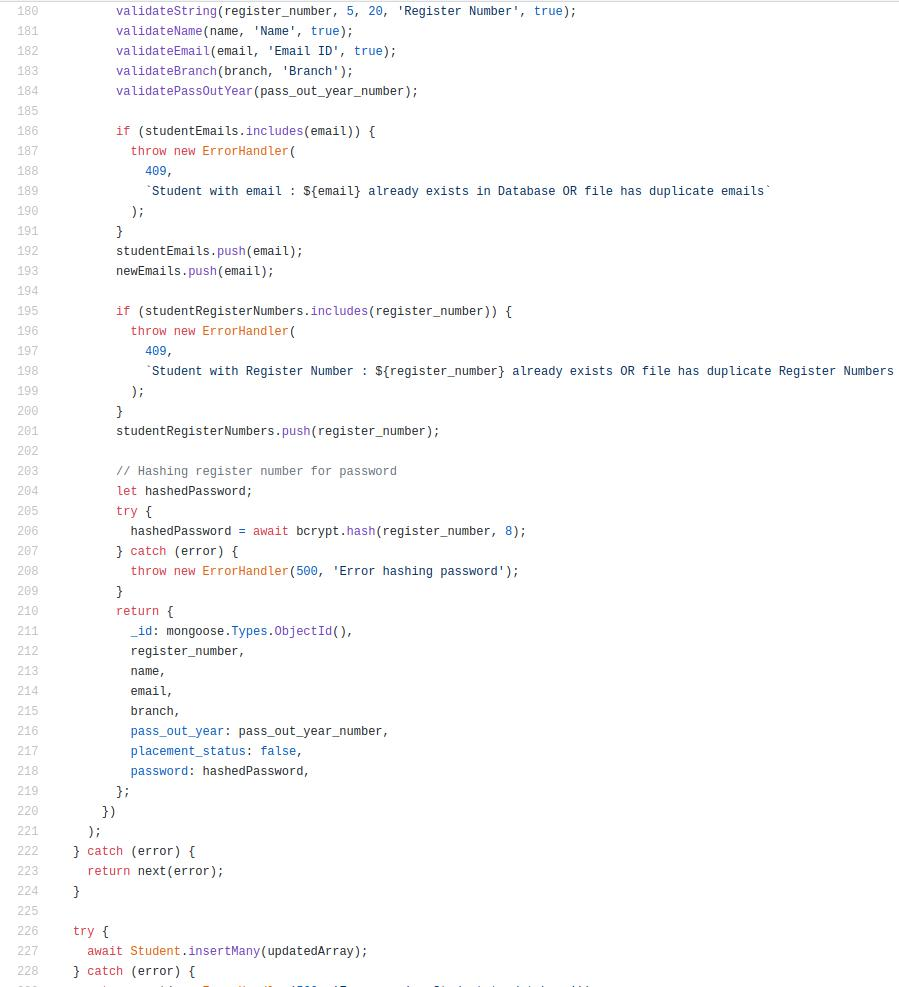 180 validateString(register_number, 5, 20, 'Register Number', true);
181 validateName(name, 'Name', true);
182 validateEmail(email, 'Email ID', true);
183 validateBranch(branch, 'Branch');
184 validatePassOutYear(pass_out_year_number);
185
186 if (studentEmails.includes(email)) {
187 throw new ErrorHandler(
188 409,
189 `Student with email : ${email} already exists in Database OR file has duplicate emails`
190 );
191 }
192 studentEmails.push(email);
193 newEmails.push(email);
194
195 if (studentRegisterNumbers.includes(register_number)) {
196 throw new ErrorHandler(
197 409,
198 `Student with Register Number : ${register_number} already exists OR file has duplicate Register Numbers
199 );
200 }
201 studentRegisterNumbers.push(register_number);
202
203 // Hashing register number for password
204 let hashedPassword;
205 try {
206 hashedPassword = await bcrypt.hash(register_number, 8);
207 } catch (error) {
208 throw new ErrorHandler(500, 'Error hashing password');
209 }
210 return {
211 _id: mongoose.Types.ObjectId(),
212 register_number,
213 name,
214 email,
215 branch,
216 pass_out_year: pass_out_year_number,
217 placement_status: false,
218 password: hashedPassword,
219 };
220 })
221 );
222 } catch (error) {
223 return next(error);
224 }
225
226 try {
227 await Student.insertMany(updatedArray);
228 } catch (error) {